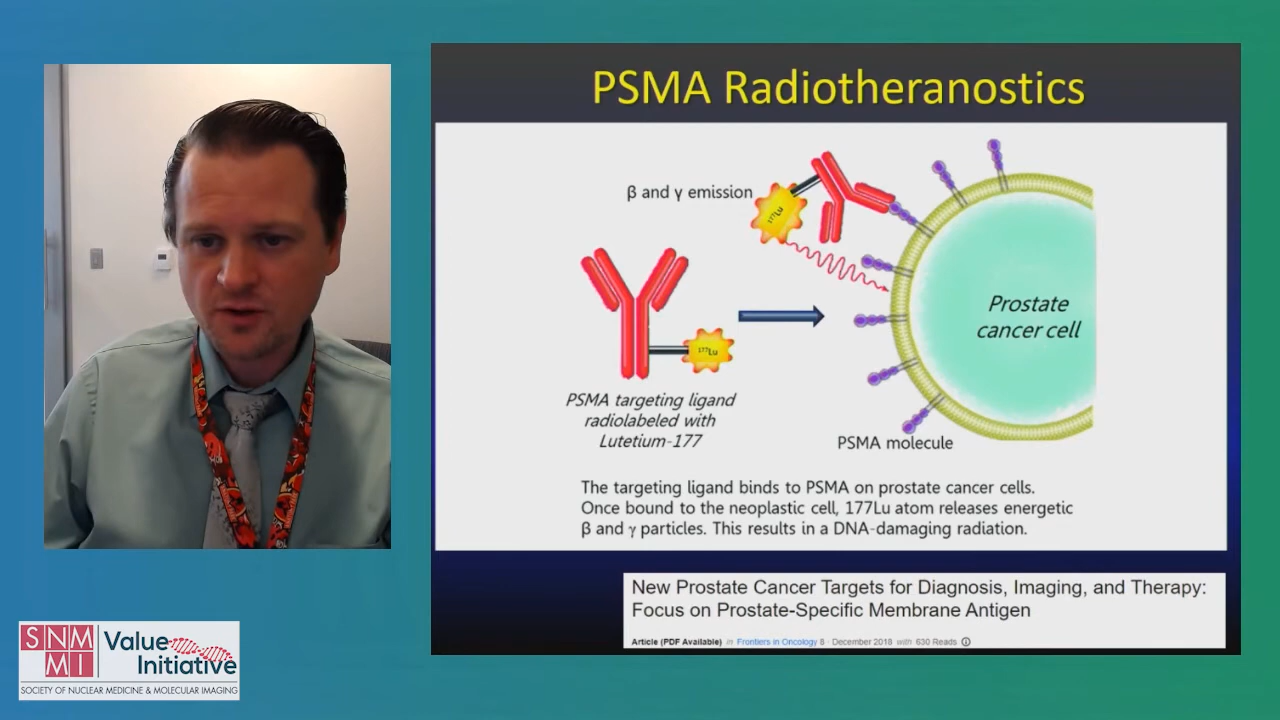 PSMA Radiotheranostics
β and γ emission
177Lu
177Lu
Prostate
cancer cell
PSMA targeting ligand
radiolabeled with
Lutetium-177
PSMA molecule
The targeting ligand binds to PSMA on prostate cancer cells.
Once bound to the neoplastic cell, 177Lu atom releases energetic
β and γ particles. This results in a DNA-damaging radiation.
New Prostate Cancer Targets for Diagnosis, Imaging, and Therapy:
Focus on Prostate-Specific Membrane Antigen
Article (PDF Available) in Frontiers in Oncology 8 · December 2018 with 630 Reads
SNM
MI
Value
Initiative
SOCIETY OF NUCLEAR MEDICINE & MOLECULAR IMAGING